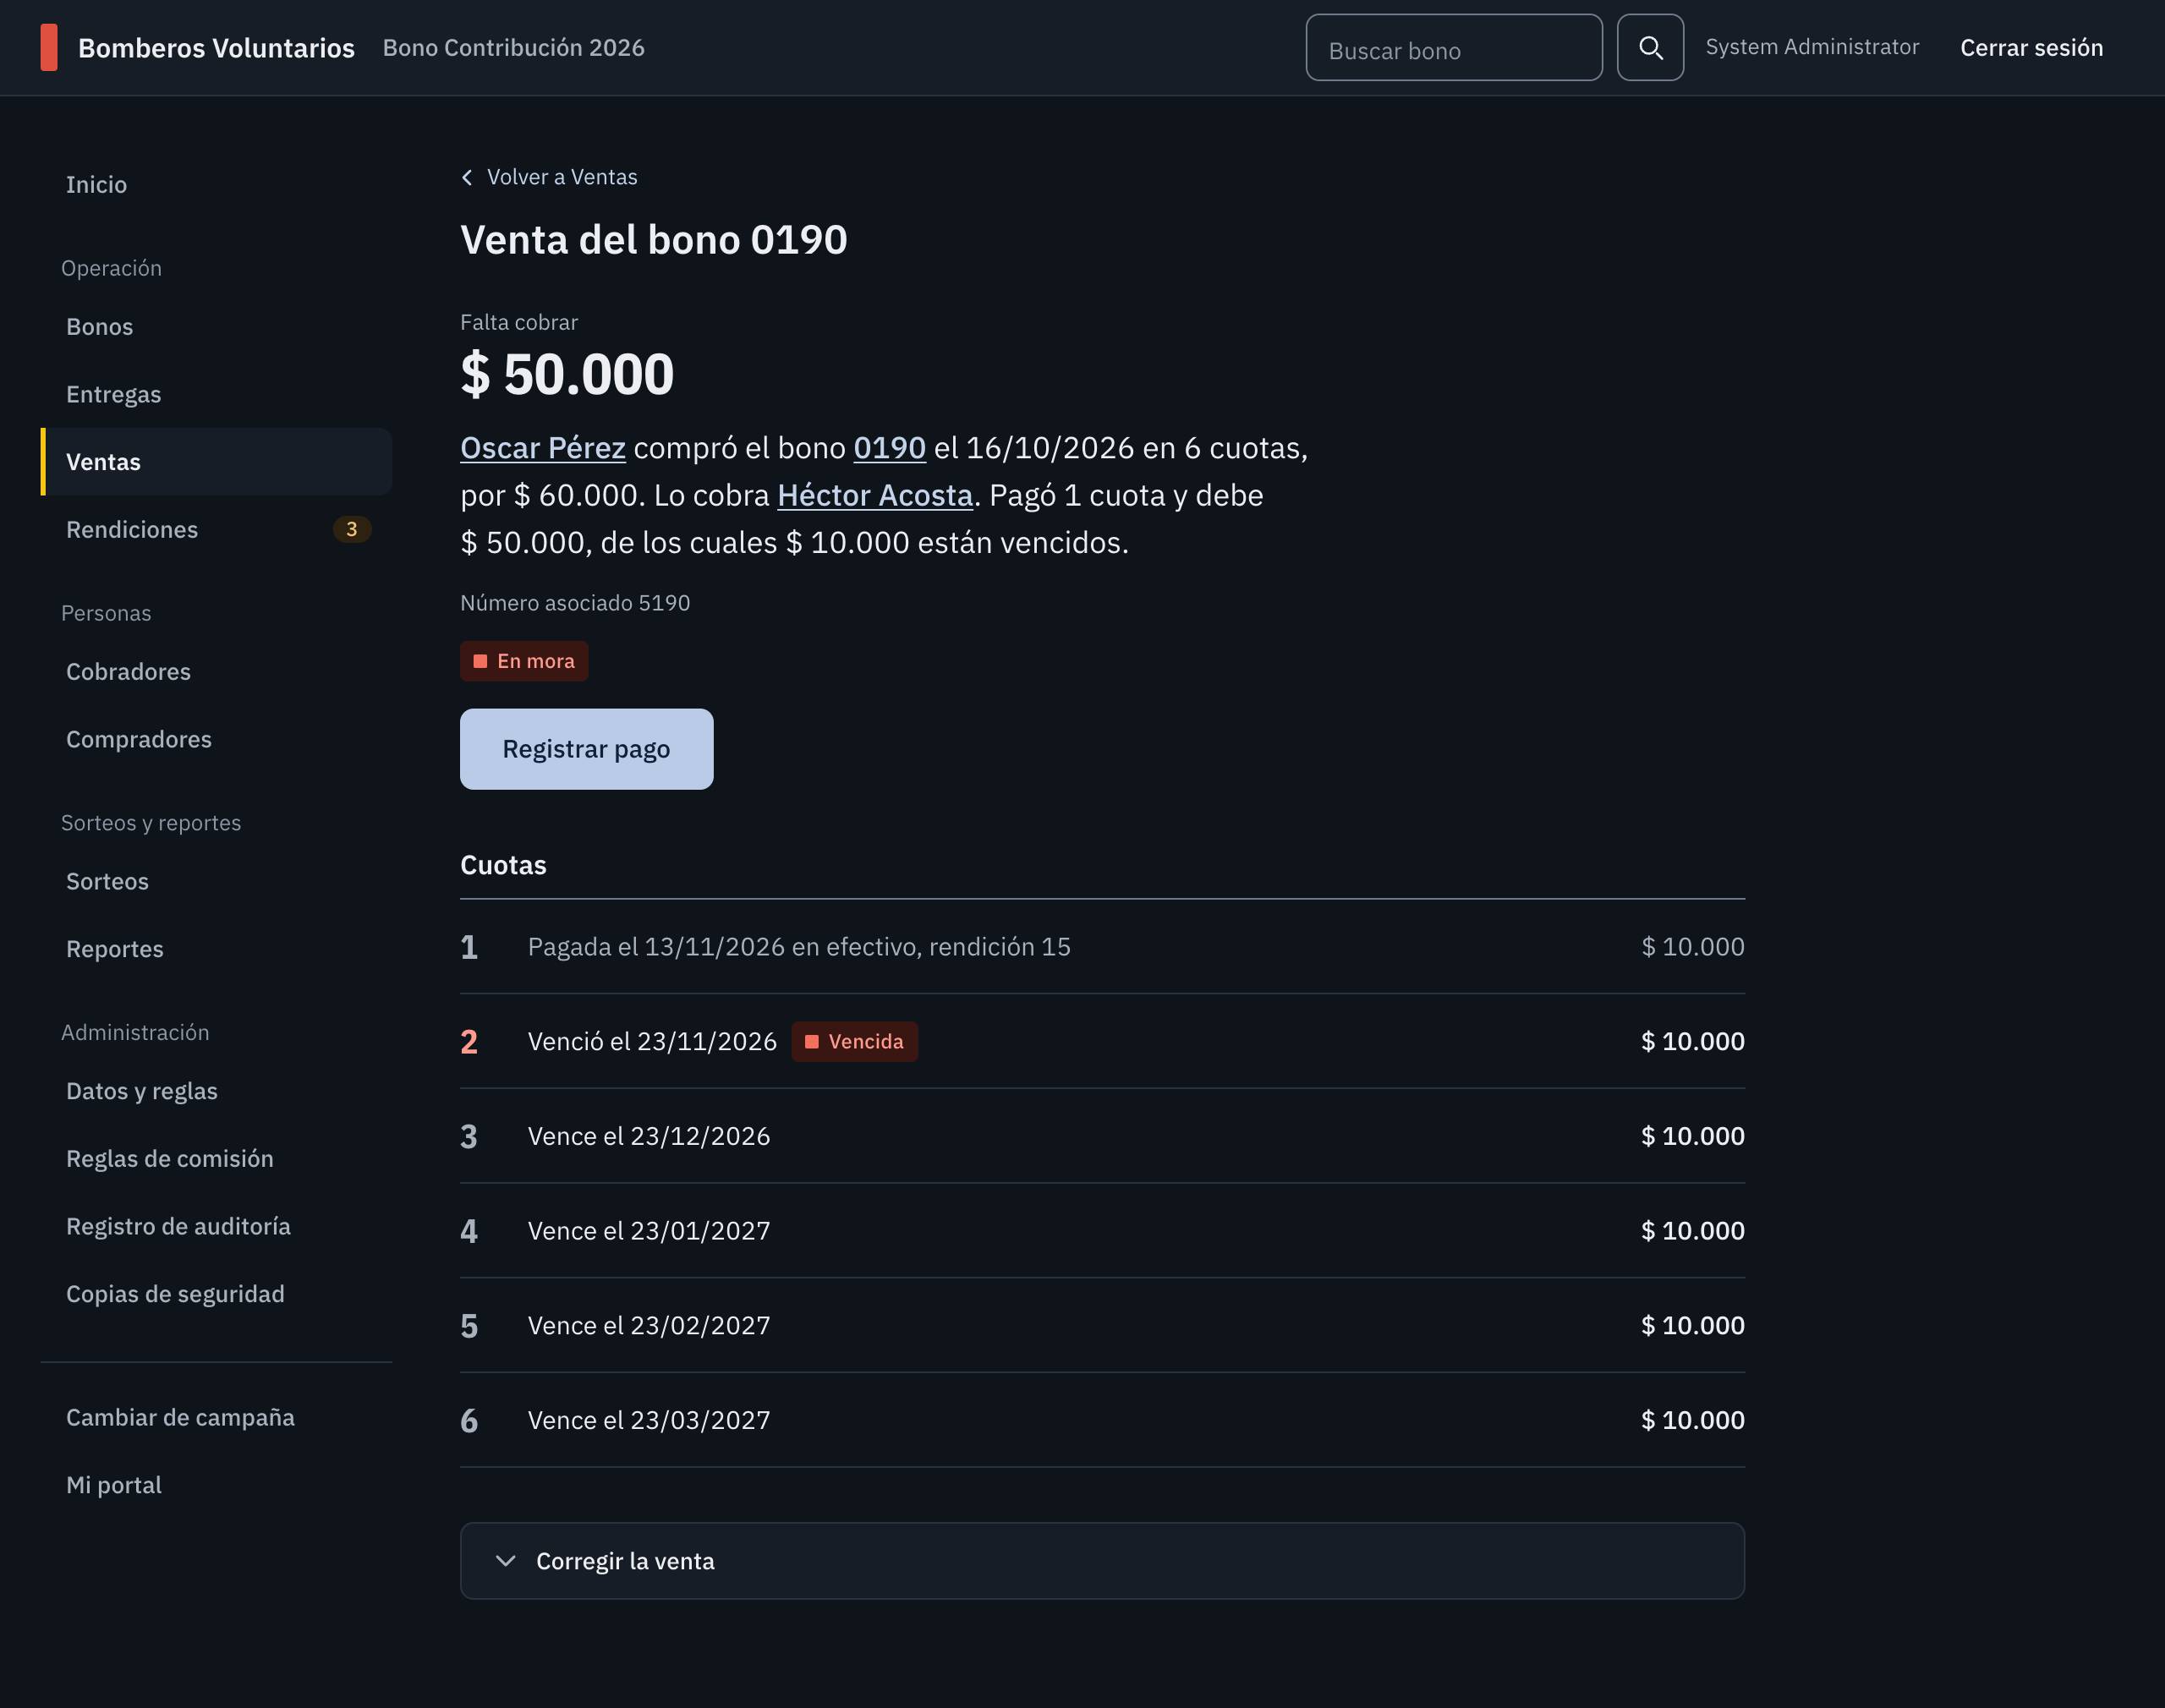 Bomberos Voluntarios
Bono Contribución 2026
Buscar bono
System Administrator
Cerrar sesión
Inicio
Operación
Bonos
Entregas
Ventas
Rendiciones 3
Personas
Cobradores
Compradores
Sorteos y reportes
Sorteos
Reportes
Administración
Datos y reglas
Reglas de comisión
Registro de auditoría
Copias de seguridad
Cambiar de campaña
Mi portal
Volver a Ventas
Venta del bono 0190
Falta cobrar
$ 50.000
Oscar Pérez compró el bono 0190 el 16/10/2026 en 6 cuotas,
por $ 60.000. Lo cobra Héctor Acosta. Pagó 1 cuota y debe
$ 50.000, de los cuales $ 10.000 están vencidos.
Número asociado 5190
En mora
Registrar pago
Cuotas
1 Pagada el 13/11/2026 en efectivo, rendición 15 $ 10.000
2 Venció el 23/11/2026 Vencida $ 10.000
3 Vence el 23/12/2026 $ 10.000
4 Vence el 23/01/2027 $ 10.000
5 Vence el 23/02/2027 $ 10.000
6 Vence el 23/03/2027 $ 10.000
Corregir la venta